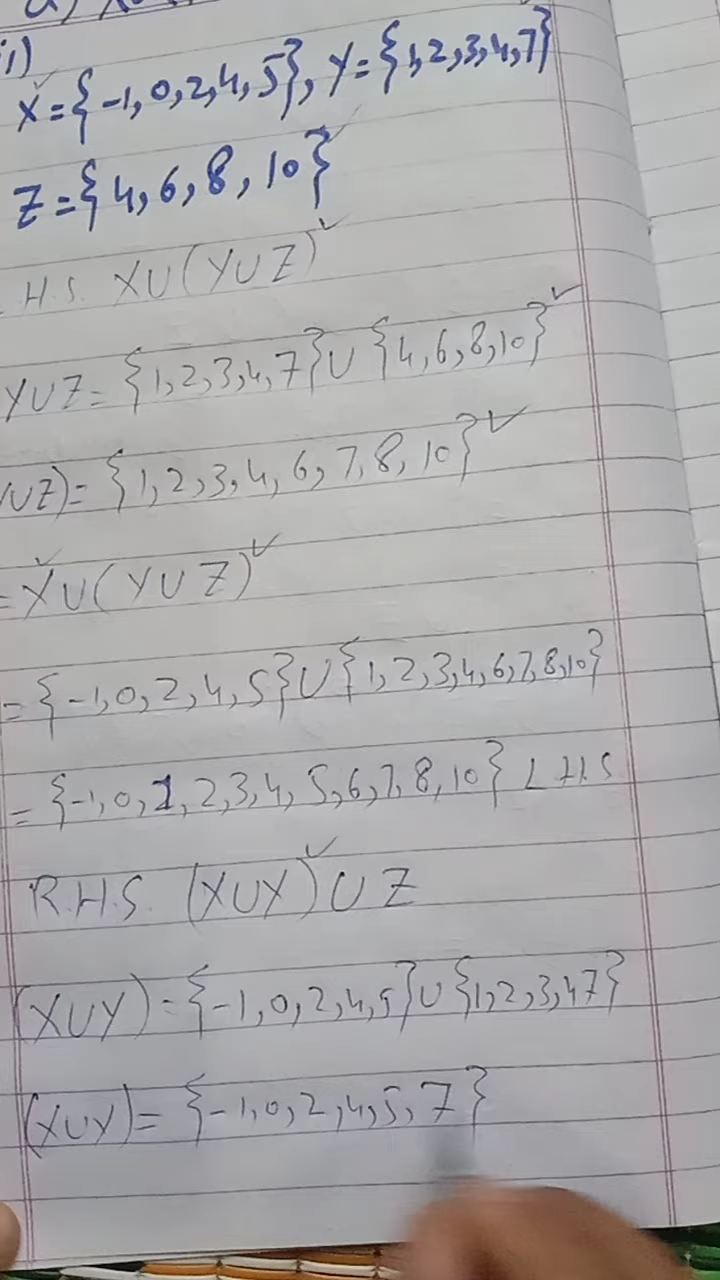 i)
X={-1,0,2,4,5}, Y={1,2,3,4,7}
Z={4,6,8,10}
.H.S. XU(YUZ)
YUZ={1,2,3,4,7}U{4,6,8,10}
UZ)={1,2,3,4,6,7,8,10}
=XU(YUZ)
={-1,0,2,4,5}U{1,2,3,4,6,7,8,10}
={-1,0,1,2,3,4,5,6,7,8,10} L.H.S
R.H.S. (XUX)UZ
(XUY)={-1,0,2,4,5}U{1,2,3,47}
(XUY)={-1,0,2,4,5,7}